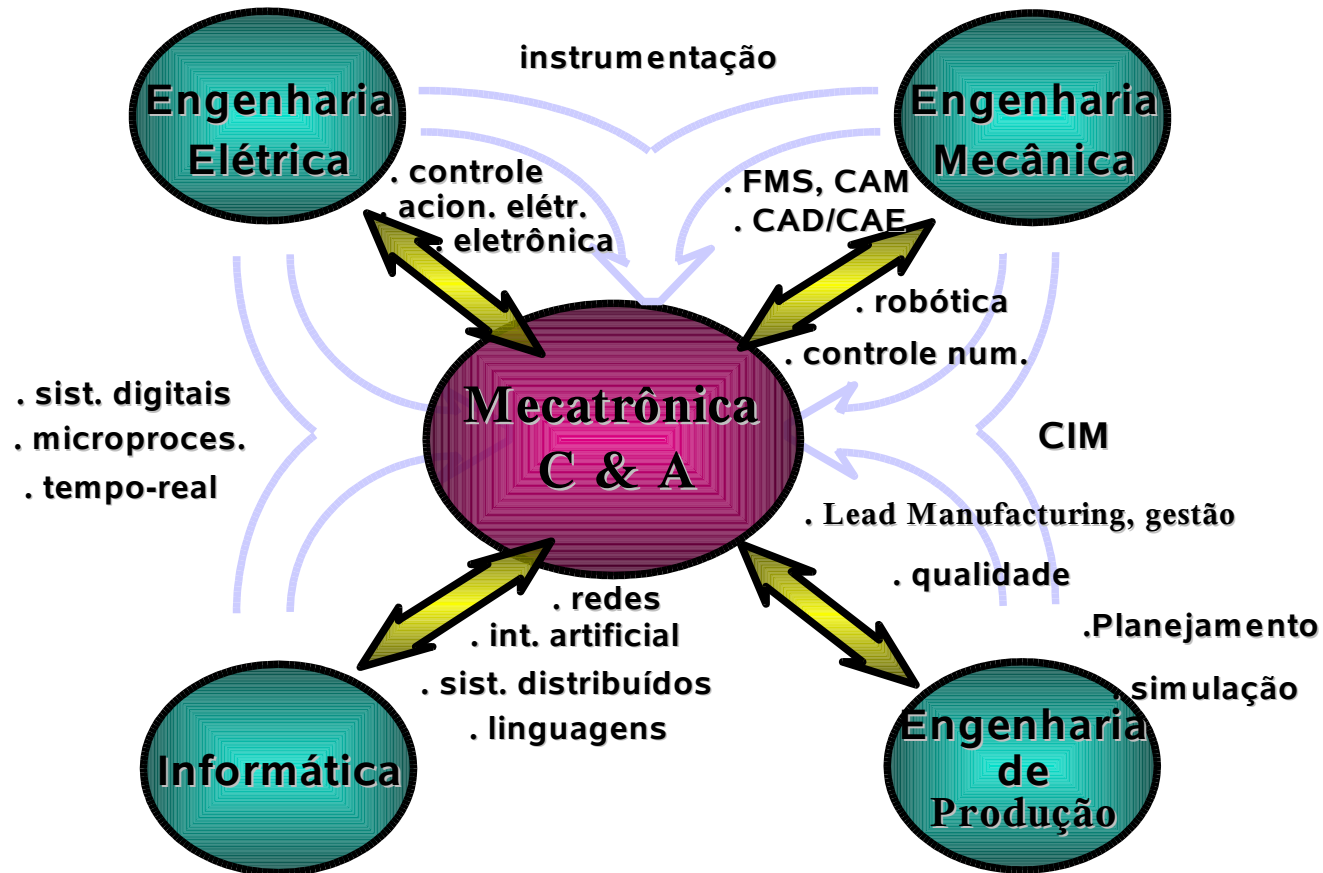 instrumentação
Engenharia
Elétrica
Engenharia
Mecânica
. controle
. acion. elétr.
. eletrônica
. FMS, CAM
. CAD/CAE
. robótica
. controle num.
. sist. digitais
. microproces.
. tempo-real
Mecatrônica
C & A
CIM
. Lead Manufacturing, gestão
. qualidade
.Planejamento
. simulação
. redes
. int. artificial
. sist. distribuídos
. linguagens
Informática
Engenharia
de
Produção